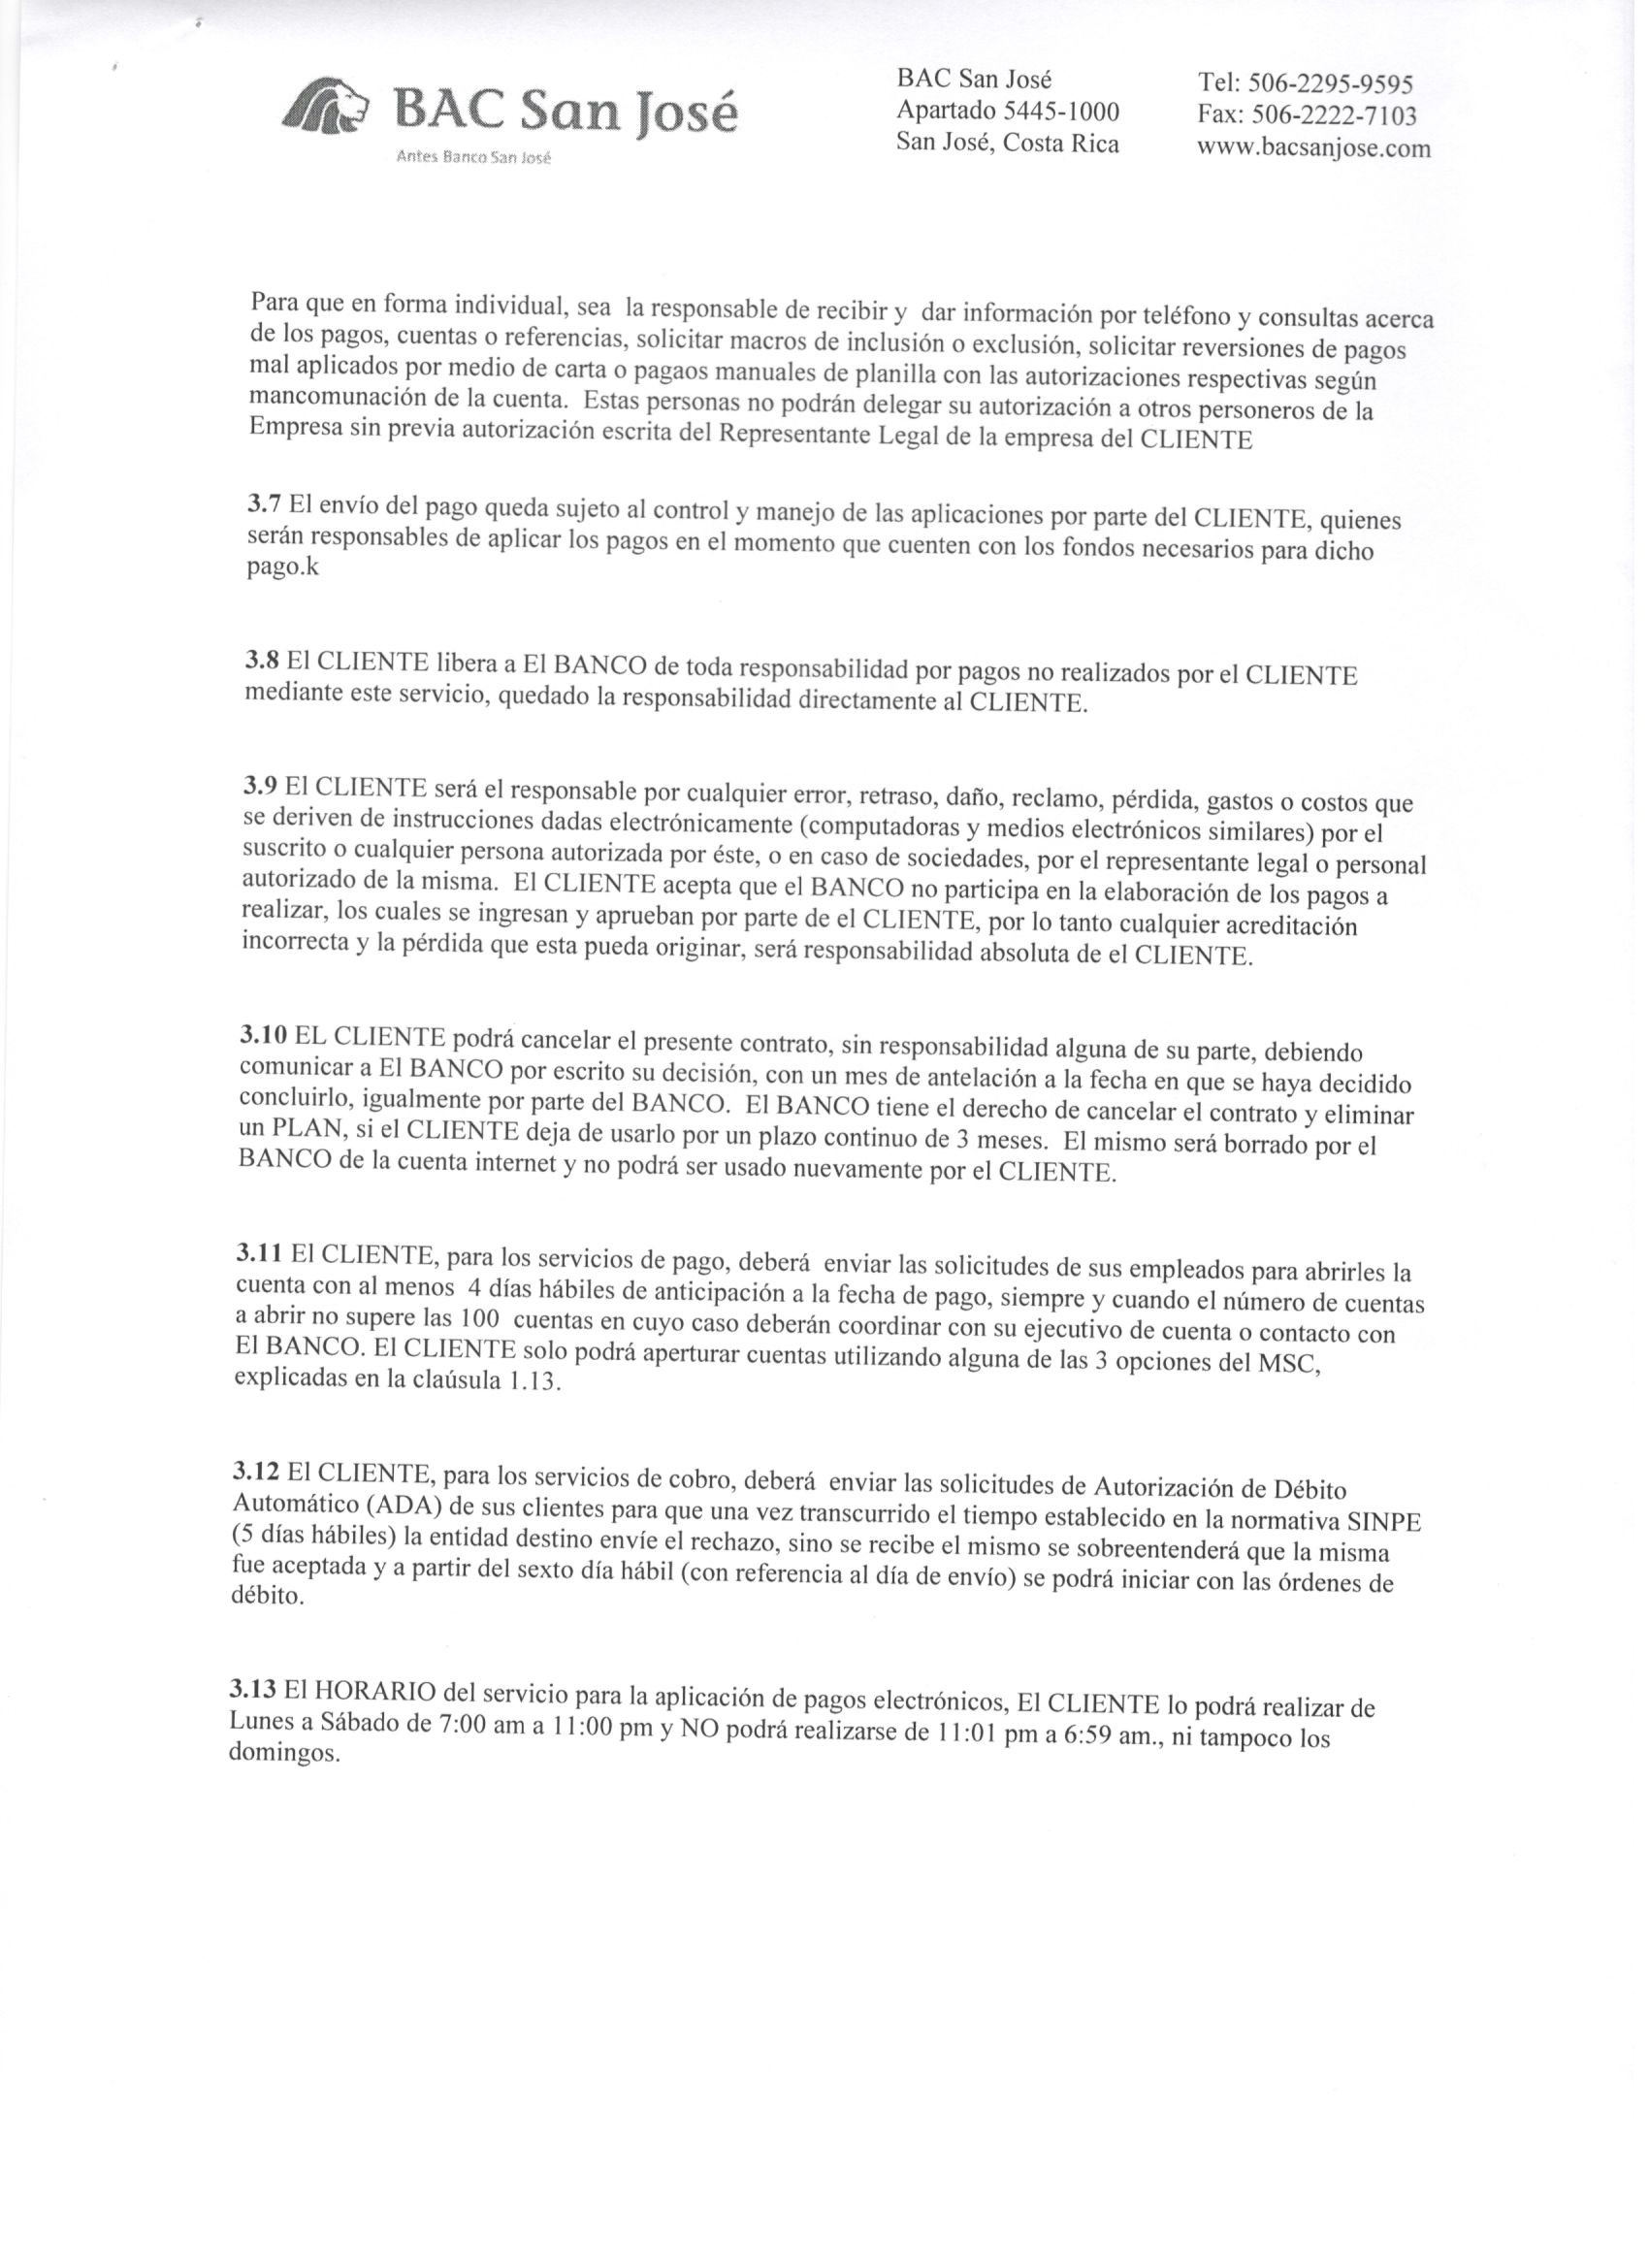 BAC San José
Antes Banco San José
BAC San José
Apartado 5445-1000
San José, Costa Rica
Tel: 506-2295-9595
Fax: 506-2222-7103
www.bacsanjose.com
Para que en forma individual, sea  la responsable de recibir y  dar información por teléfono y consultas acerca
de los pagos, cuentas o referencias, solicitar macros de inclusión o exclusión, solicitar reversiones de pagos
mal aplicados por medio de carta o pagaos manuales de planilla con las autorizaciones respectivas según
mancomunación de la cuenta.  Estas personas no podrán delegar su autorización a otros personeros de la
Empresa sin previa autorización escrita del Representante Legal de la empresa del CLIENTE
3.7 El envío del pago queda sujeto al control y manejo de las aplicaciones por parte del CLIENTE, quienes
serán responsables de aplicar los pagos en el momento que cuenten con los fondos necesarios para dicho
pago.k
3.8 El CLIENTE libera a El BANCO de toda responsabilidad por pagos no realizados por el CLIENTE
mediante este servicio, quedado la responsabilidad directamente al CLIENTE.
3.9 El CLIENTE será el responsable por cualquier error, retraso, daño, reclamo, pérdida, gastos o costos que
se deriven de instrucciones dadas electrónicamente (computadoras y medios electrónicos similares) por el
suscrito o cualquier persona autorizada por éste, o en caso de sociedades, por el representante legal o personal
autorizado de la misma.  El CLIENTE acepta que el BANCO no participa en la elaboración de los pagos a
realizar, los cuales se ingresan y aprueban por parte de el CLIENTE, por lo tanto cualquier acreditación
incorrecta y la pérdida que esta pueda originar, será responsabilidad absoluta de el CLIENTE.
3.10 EL CLIENTE podrá cancelar el presente contrato, sin responsabilidad alguna de su parte, debiendo
comunicar a El BANCO por escrito su decisión, con un mes de antelación a la fecha en que se haya decidido
concluirlo, igualmente por parte del BANCO.  El BANCO tiene el derecho de cancelar el contrato y eliminar
un PLAN, si el CLIENTE deja de usarlo por un plazo continuo de 3 meses.  El mismo será borrado por el
BANCO de la cuenta internet y no podrá ser usado nuevamente por el CLIENTE.
3.11 El CLIENTE, para los servicios de pago, deberá  enviar las solicitudes de sus empleados para abrirles la
cuenta con al menos  4 días hábiles de anticipación a la fecha de pago, siempre y cuando el número de cuentas
a abrir no supere las 100  cuentas en cuyo caso deberán coordinar con su ejecutivo de cuenta o contacto con
El BANCO. El CLIENTE solo podrá aperturar cuentas utilizando alguna de las 3 opciones del MSC,
explicadas en la claúsula 1.13.
3.12 El CLIENTE, para los servicios de cobro, deberá  enviar las solicitudes de Autorización de Débito
Automático (ADA) de sus clientes para que una vez transcurrido el tiempo establecido en la normativa SINPE
(5 días hábiles) la entidad destino envíe el rechazo, sino se recibe el mismo se sobreentenderá que la misma
fue aceptada y a partir del sexto día hábil (con referencia al día de envío) se podrá iniciar con las órdenes de
débito.
3.13 El HORARIO del servicio para la aplicación de pagos electrónicos, El CLIENTE lo podrá realizar de
Lunes a Sábado de 7:00 am a 11:00 pm y NO podrá realizarse de 11:01 pm a 6:59 am., ni tampoco los
domingos.